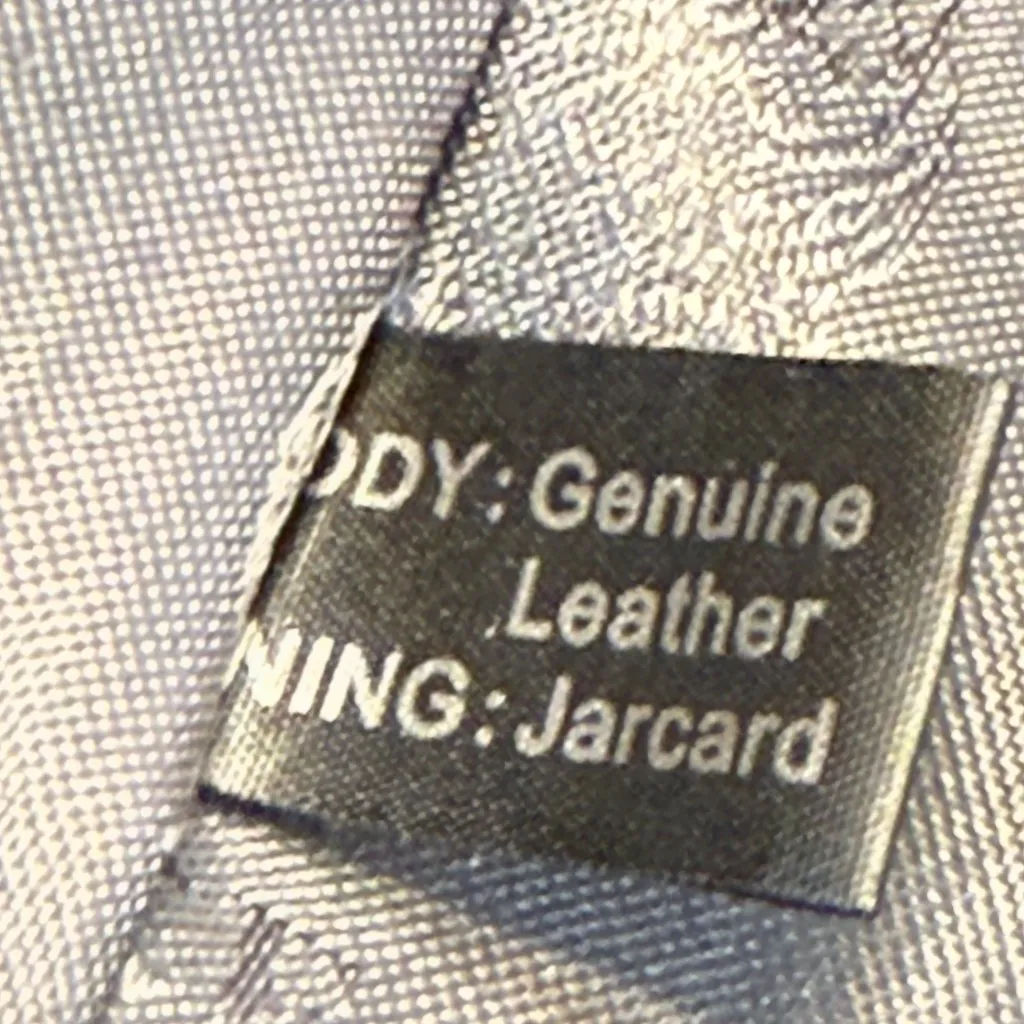 ODY: Genuine
Leather
NING: Jarcard